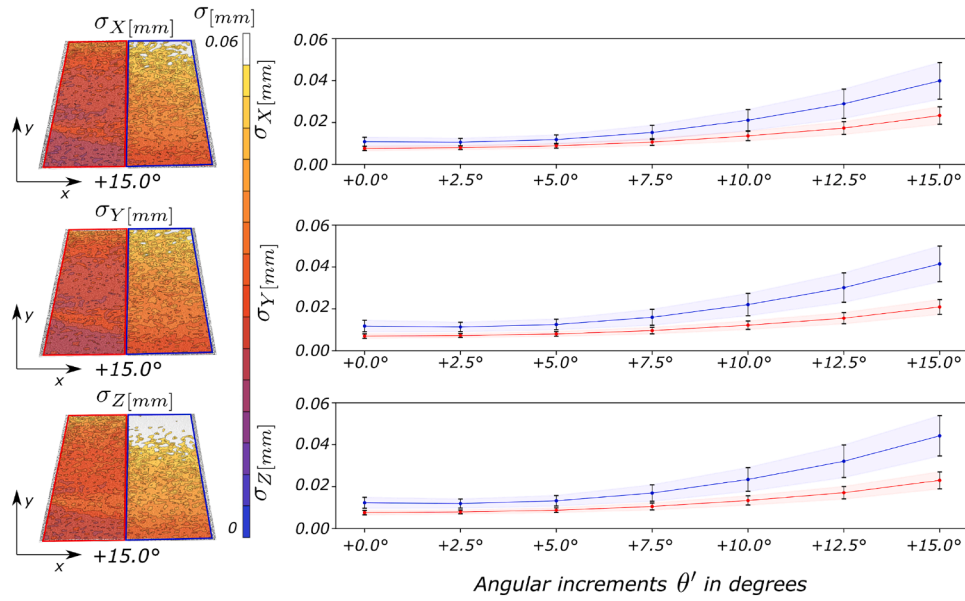 σX[mm]
y
x
+15.0°
σY[mm]
y
x
+15.0°
σZ[mm]
y
x
+15.0°
σ[mm]
0.06
0
σX[mm]
0.06
0.04
0.02
0.00
+0.0° +2.5° +5.0° +7.5° +10.0° +12.5° +15.0°
σY[mm]
0.06
0.04
0.02
0.00
+0.0° +2.5° +5.0° +7.5° +10.0° +12.5° +15.0°
σZ[mm]
0.06
0.04
0.02
0.00
+0.0° +2.5° +5.0° +7.5° +10.0° +12.5° +15.0°
Angular increments θ′ in degrees